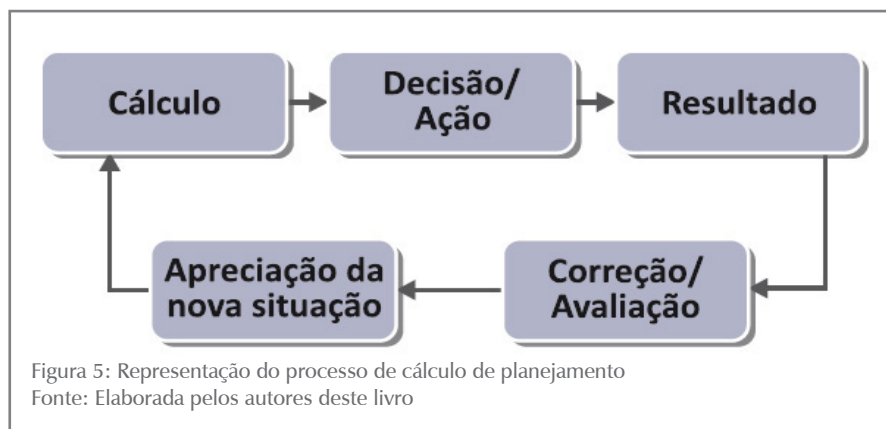 Cálculo
Decisão/
Ação
Resultado
Correção/
Avaliação
Apreciação da
nova situação
Figura 5: Representação do processo de cálculo de planejamento
Fonte: Elaborada pelos autores deste livro